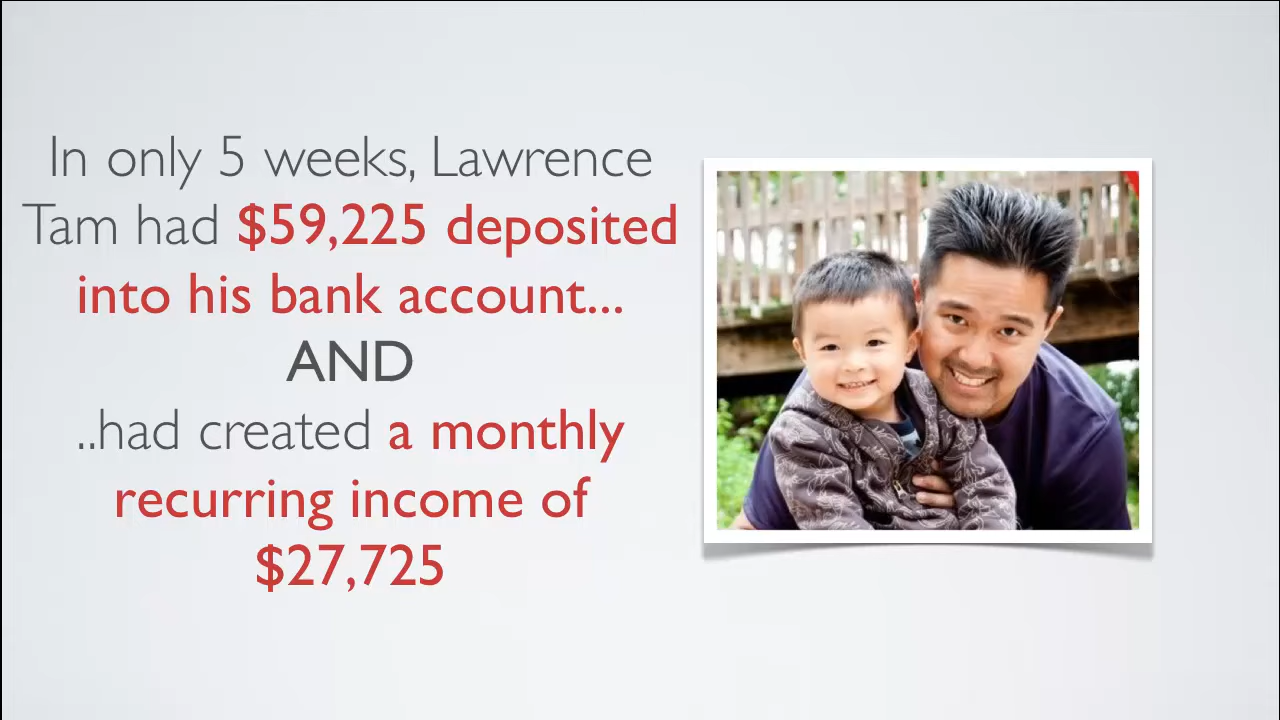 In only 5 weeks, Lawrence
Tam had $59,225 deposited
into his bank account...
AND
..had created a monthly
recurring income of
$27,725